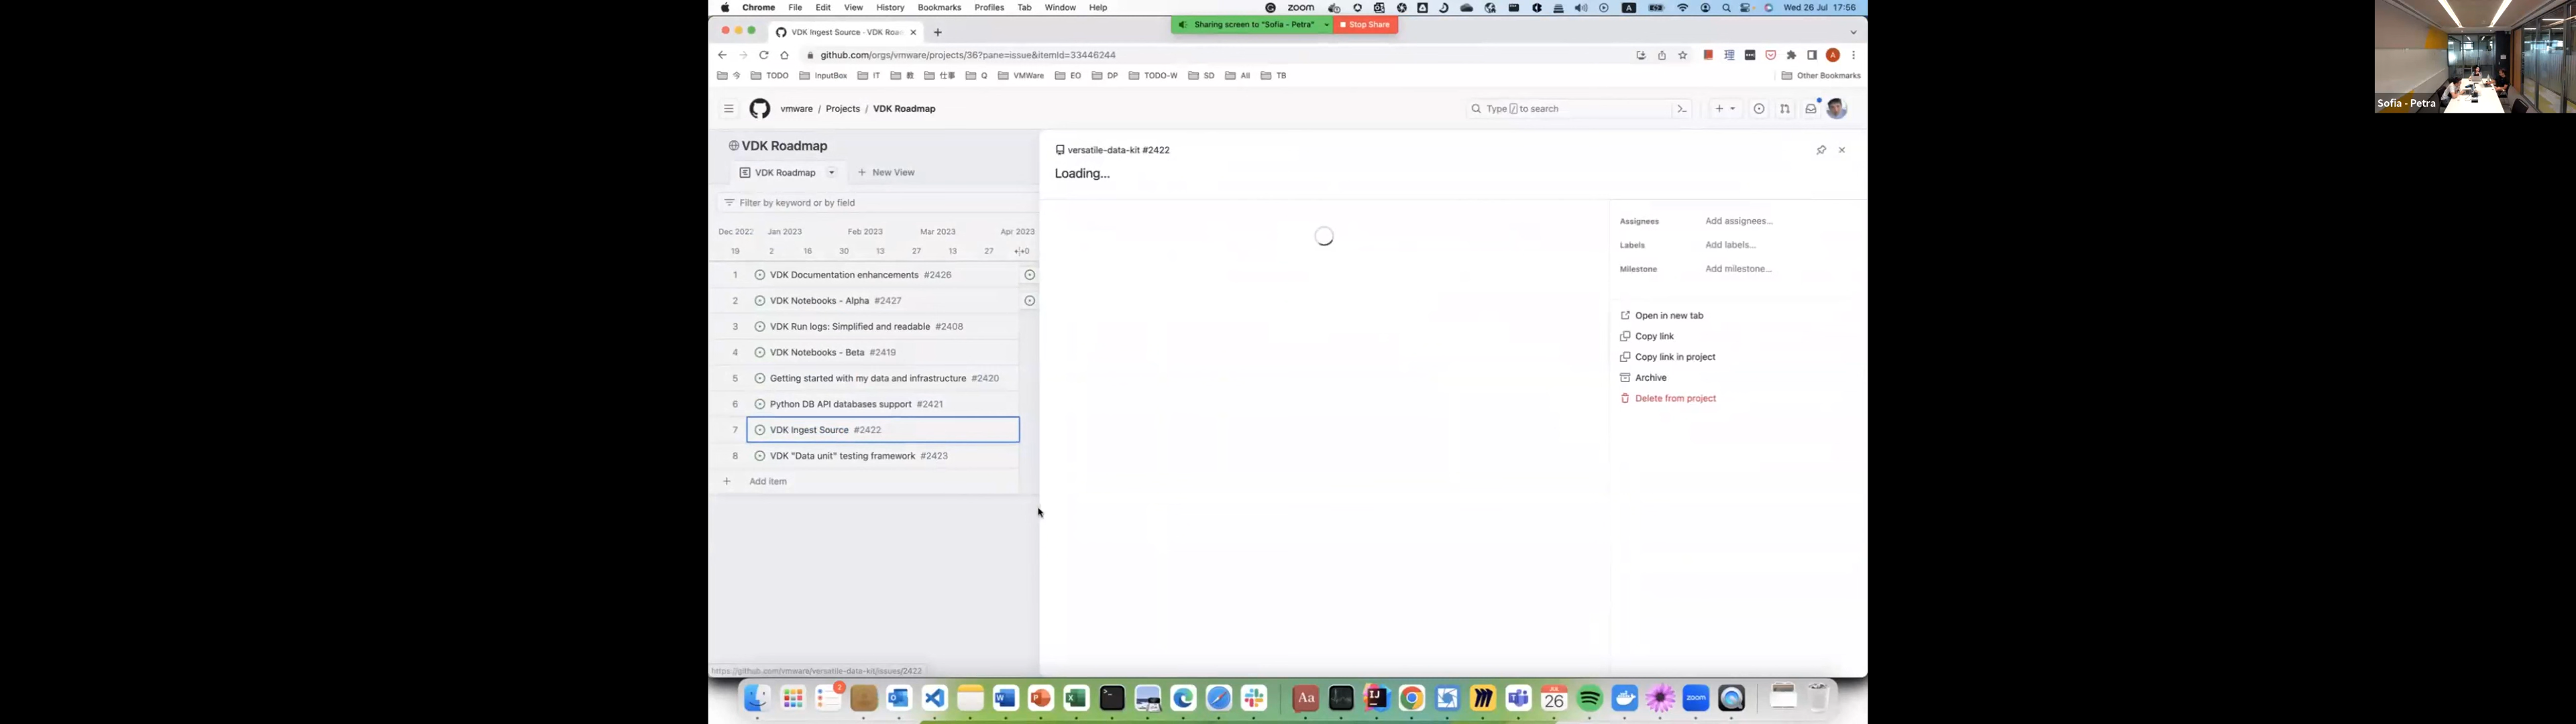 Chrome File Edit View History Bookmarks Profiles Tab Window Help zoom Wed 26 Jul 17:56
Sharing screen to "Sofia - Petra" Stop Share
VDK Ingest Source - VDK Roa
github.com/orgs/vmware/projects/36?pane=issue&itemId=33446244
今 TODO InputBox IT 教 仕事 Q VMWare EO DP TODO-W SD All TB Other Bookmarks
Sofia - Petra
vmware / Projects / VDK Roadmap
Type / to search
VDK Roadmap
versatile-data-kit #2422
VDK Roadmap New View
Loading...
Filter by keyword or by field
Dec 2022 Jan 2023 Feb 2023 Mar 2023 Apr 2023
19 2 16 30 13 27 13 27
1 VDK Documentation enhancements #2426
2 VDK Notebooks - Alpha #2427
3 VDK Run logs: Simplified and readable #2408
4 VDK Notebooks - Beta #2419
5 Getting started with my data and infrastructure #2420
6 Python DB API databases support #2421
7 VDK Ingest Source #2422
8 VDK "Data unit" testing framework #2423
+ Add item
Assignees Add assignees...
Labels Add labels...
Milestone Add milestone...
Open in new tab
Copy link
Copy link in project
Archive
Delete from project
https://github.com/vmware/versatile-data-kit/issues/2422
2
Aa
IJ
JUL
26
zoom